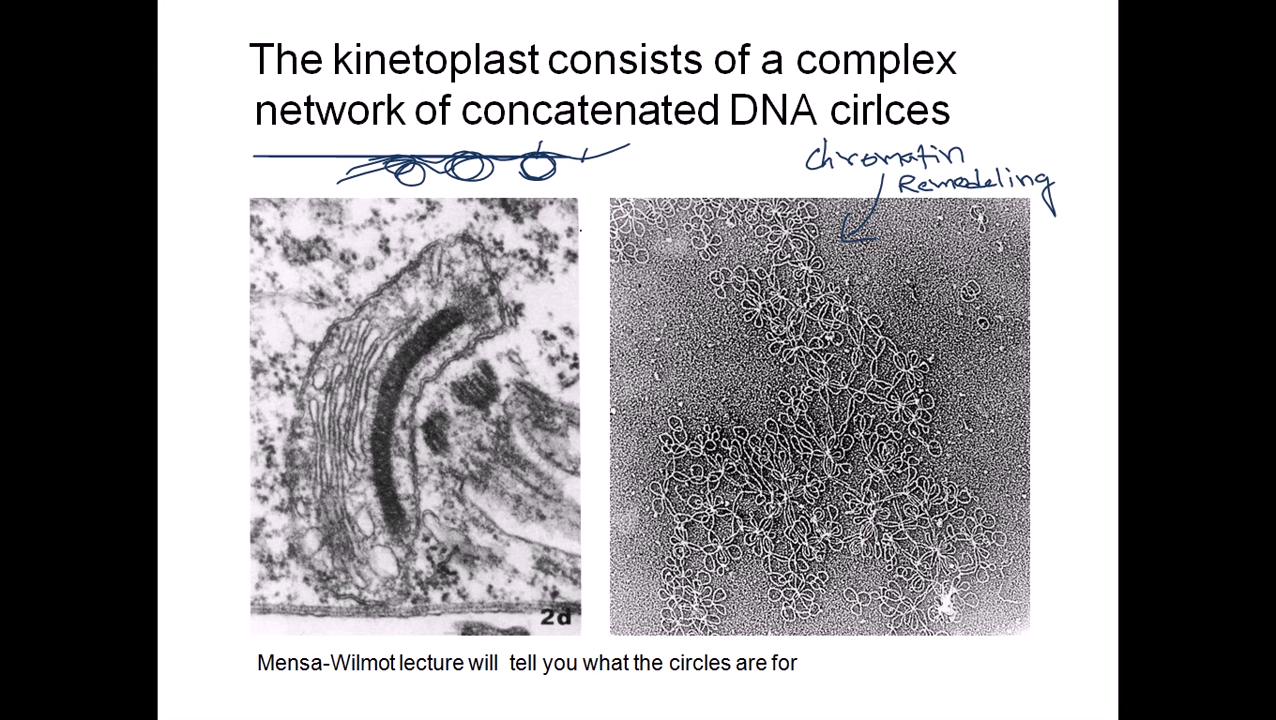 The kinetoplast consists of a complex
network of concatenated DNA cirlces
Chromatin
Remodeling
2d
Mensa-Wilmot lecture will tell you what the circles are for